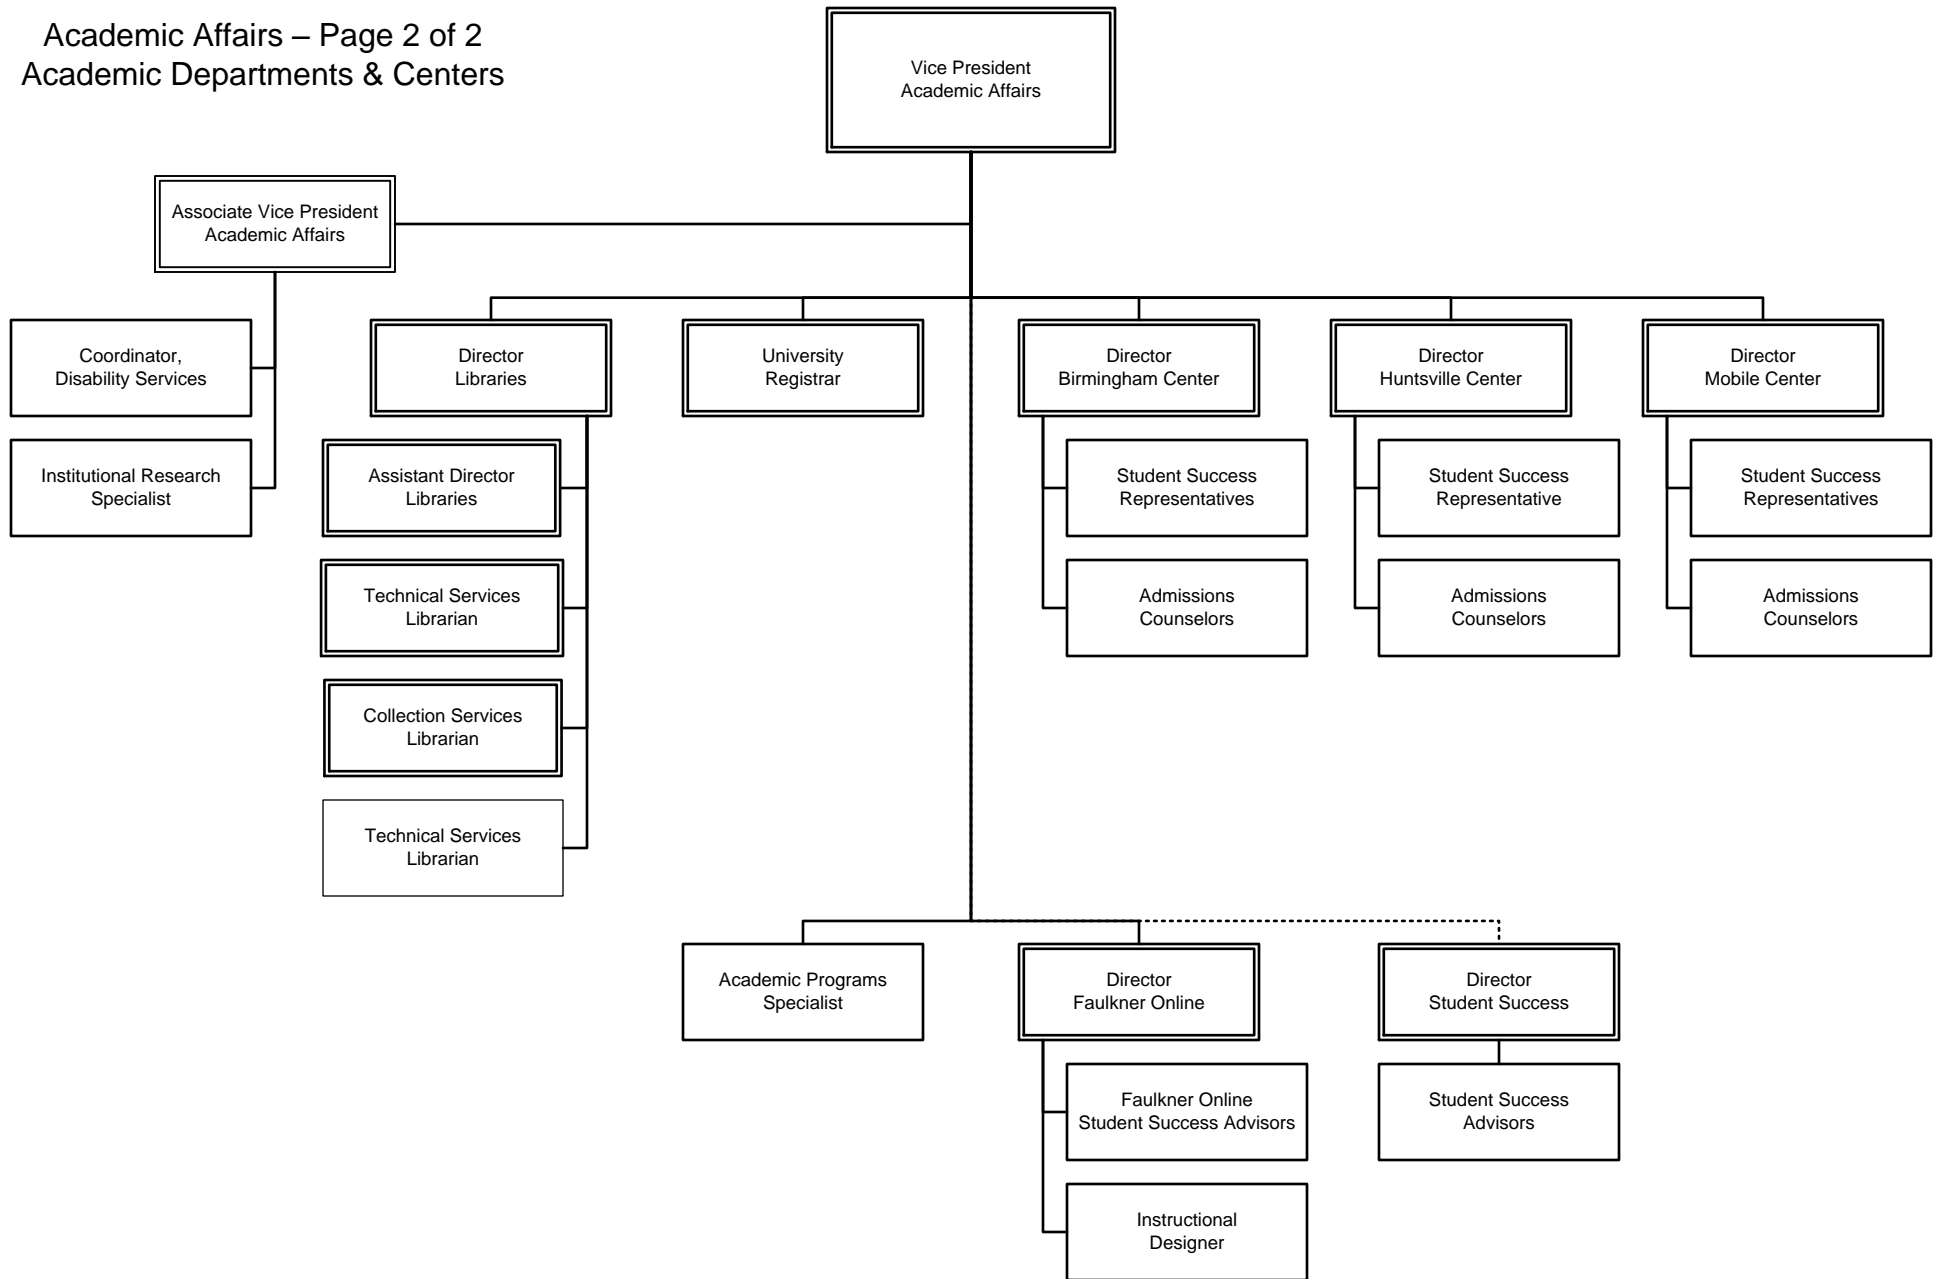 Academic Affairs – Page 2 of 2
Academic Departments & Centers
Vice President
Academic Affairs
Associate Vice President
Academic Affairs
Coordinator,
Disability Services
Institutional Research
Specialist
Director
Libraries
Assistant Director
Libraries
Technical Services
Librarian
Collection Services
Librarian
Technical Services
Librarian
University
Registrar
Director
Birmingham Center
Student Success
Representatives
Admissions
Counselors
Director
Huntsville Center
Student Success
Representative
Admissions
Counselors
Director
Mobile Center
Student Success
Representatives
Admissions
Counselors
Academic Programs
Specialist
Director
Faulkner Online
Faulkner Online
Student Success Advisors
Instructional
Designer
Director
Student Success
Student Success
Advisors